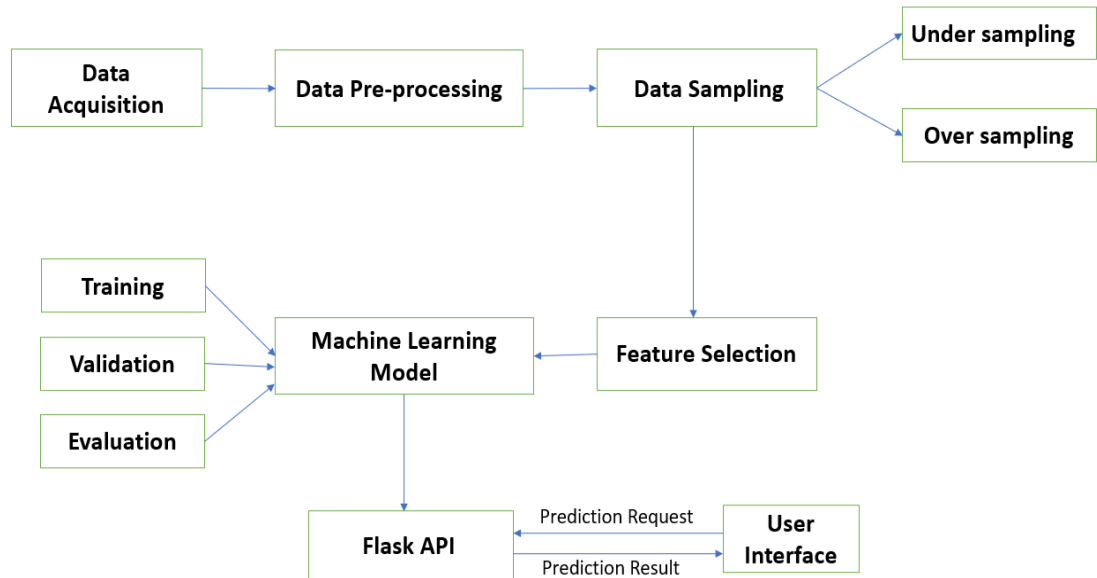 Data
Acquisition
Data Pre-processing
Data Sampling
Under sampling
Over sampling
Training
Validation
Evaluation
Machine Learning
Model
Feature Selection
Flask API
Prediction Request
Prediction Result
User
Interface